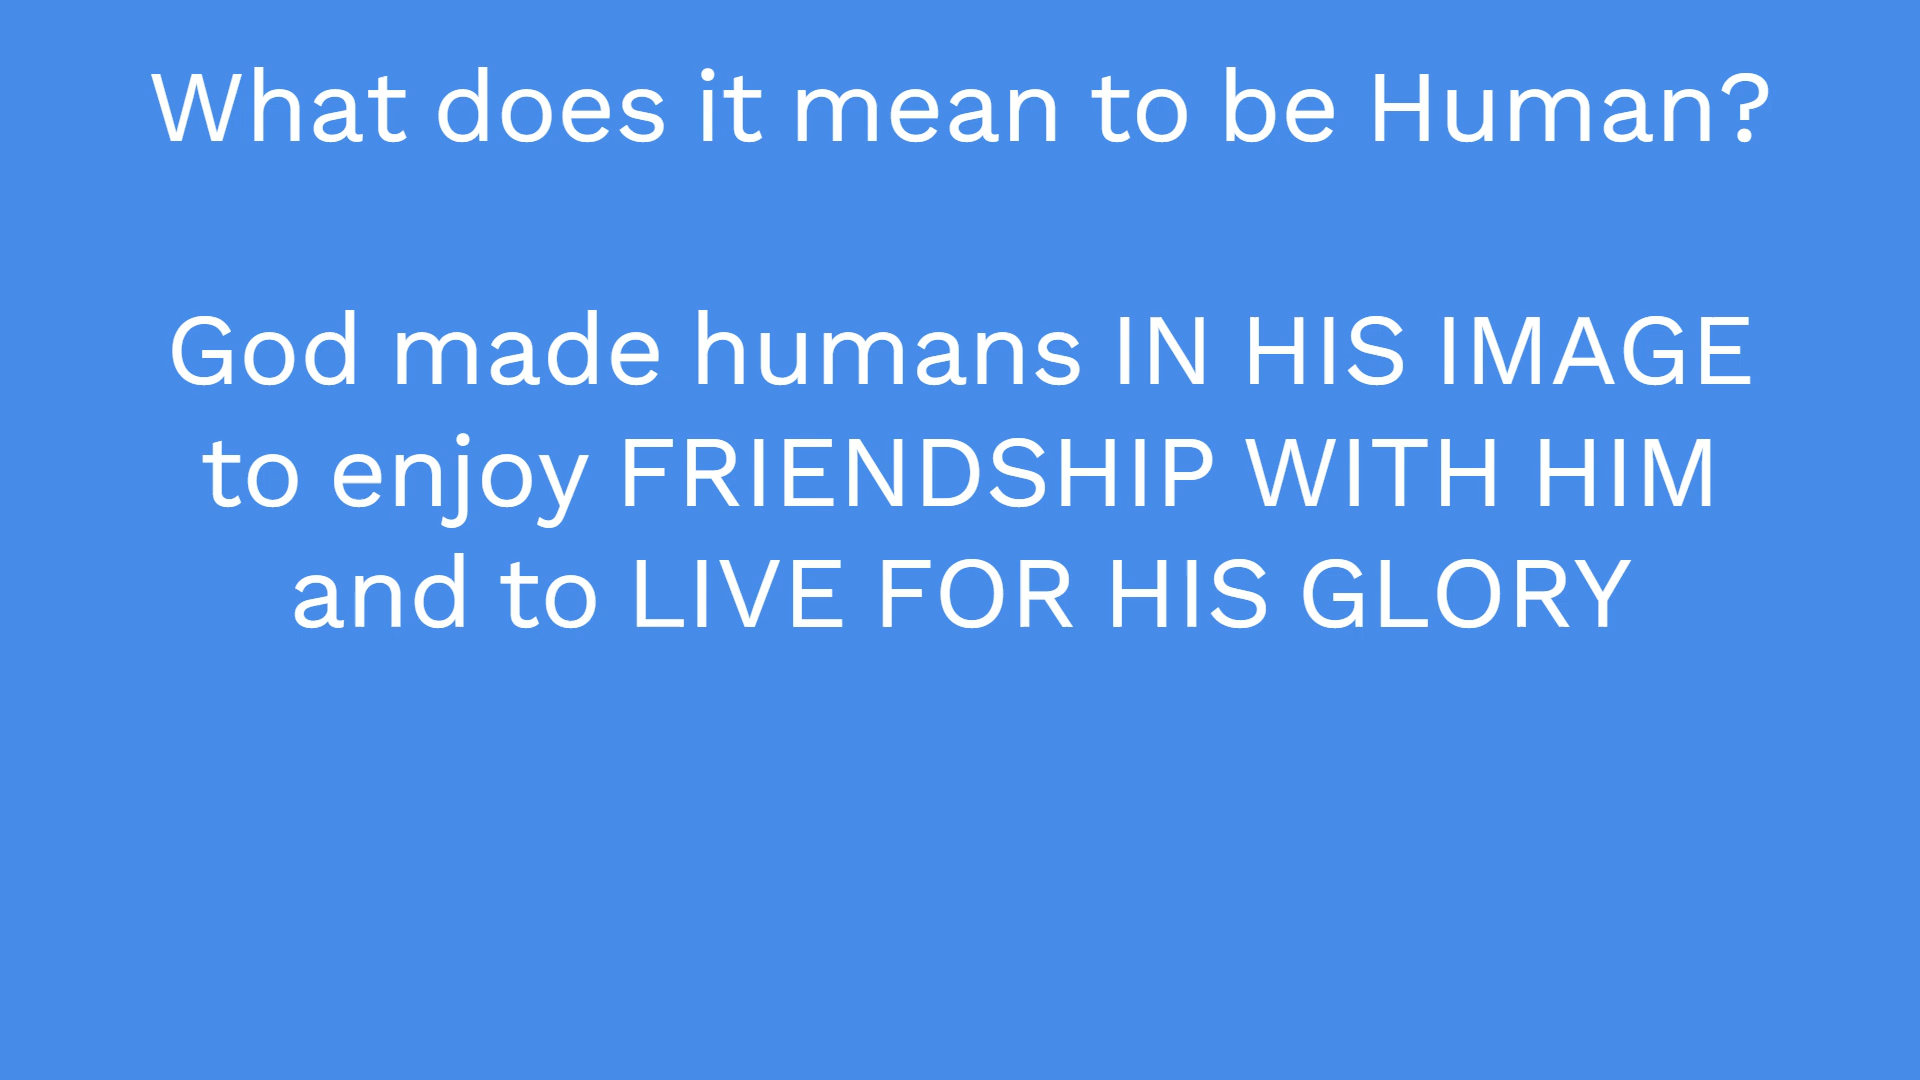 What does it mean to be Human?
God made humans IN HIS IMAGE
to enjoy FRIENDSHIP WITH HIM
and to LIVE FOR HIS GLORY